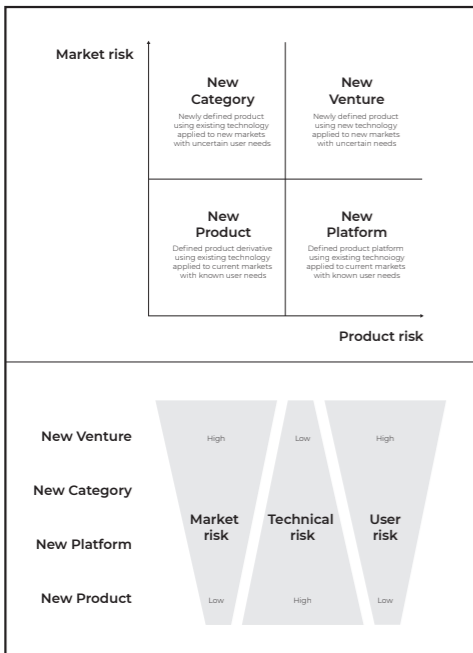 Market risk
New
Category
Newly defined product
using existing technology
applied to new markets
with uncertain user needs
New
Venture
Newly defined product
using new technology
applied to new markets
with uncertain needs
New
Product
Defined product derivative
using existing technology
applied to current markets
with known user needs
New
Platform
Defined product platform
using existing technoiogy
applied to current markets
with known user needs
Product risk
New Venture
High
Low
High
New Category
Market
risk
Technical
risk
User
risk
New Platform
New Product
Low
High
Low